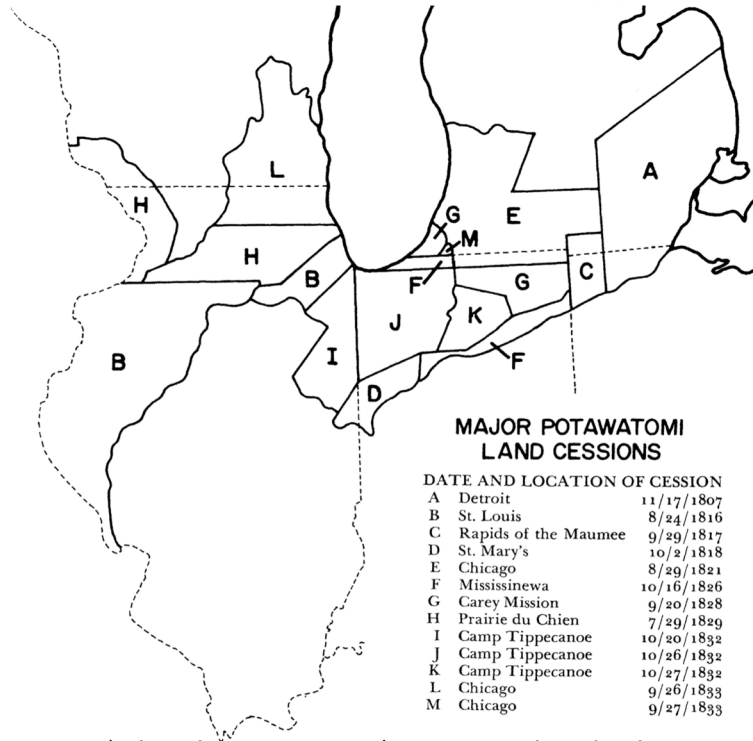 A
L
H
G
E
M
H
B
F
G
C
B
J
K
I
F
D
MAJOR POTAWATOMI
LAND CESSIONS
DATE AND LOCATION OF CESSION
A Detroit 11/17/1807
B St. Louis 8/24/1816
C Rapids of the Maumee 9/29/1817
D St. Mary's 10/2/1818
E Chicago 8/29/1821
F Mississinewa 10/16/1826
G Carey Mission 9/20/1828
H Prairie du Chien 7/29/1829
I Camp Tippecanoe 10/20/1832
J Camp Tippecanoe 10/26/1832
K Camp Tippecanoe 10/27/1832
L Chicago 9/26/1833
M Chicago 9/27/1833